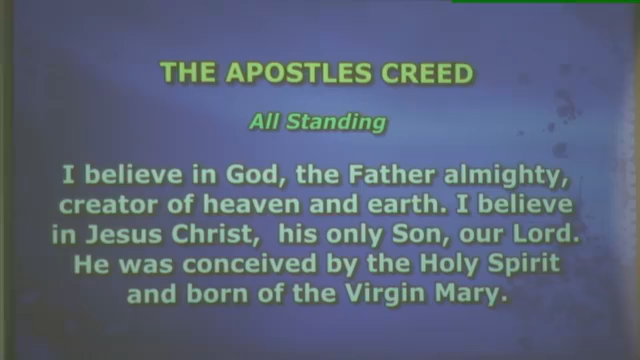 THE APOSTLES CREED
All Standing
I believe in God, the Father almighty,
creator of heaven and earth. I believe
in Jesus Christ,  his only Son, our Lord.
He was conceived by the Holy Spirit
and born of the Virgin Mary.